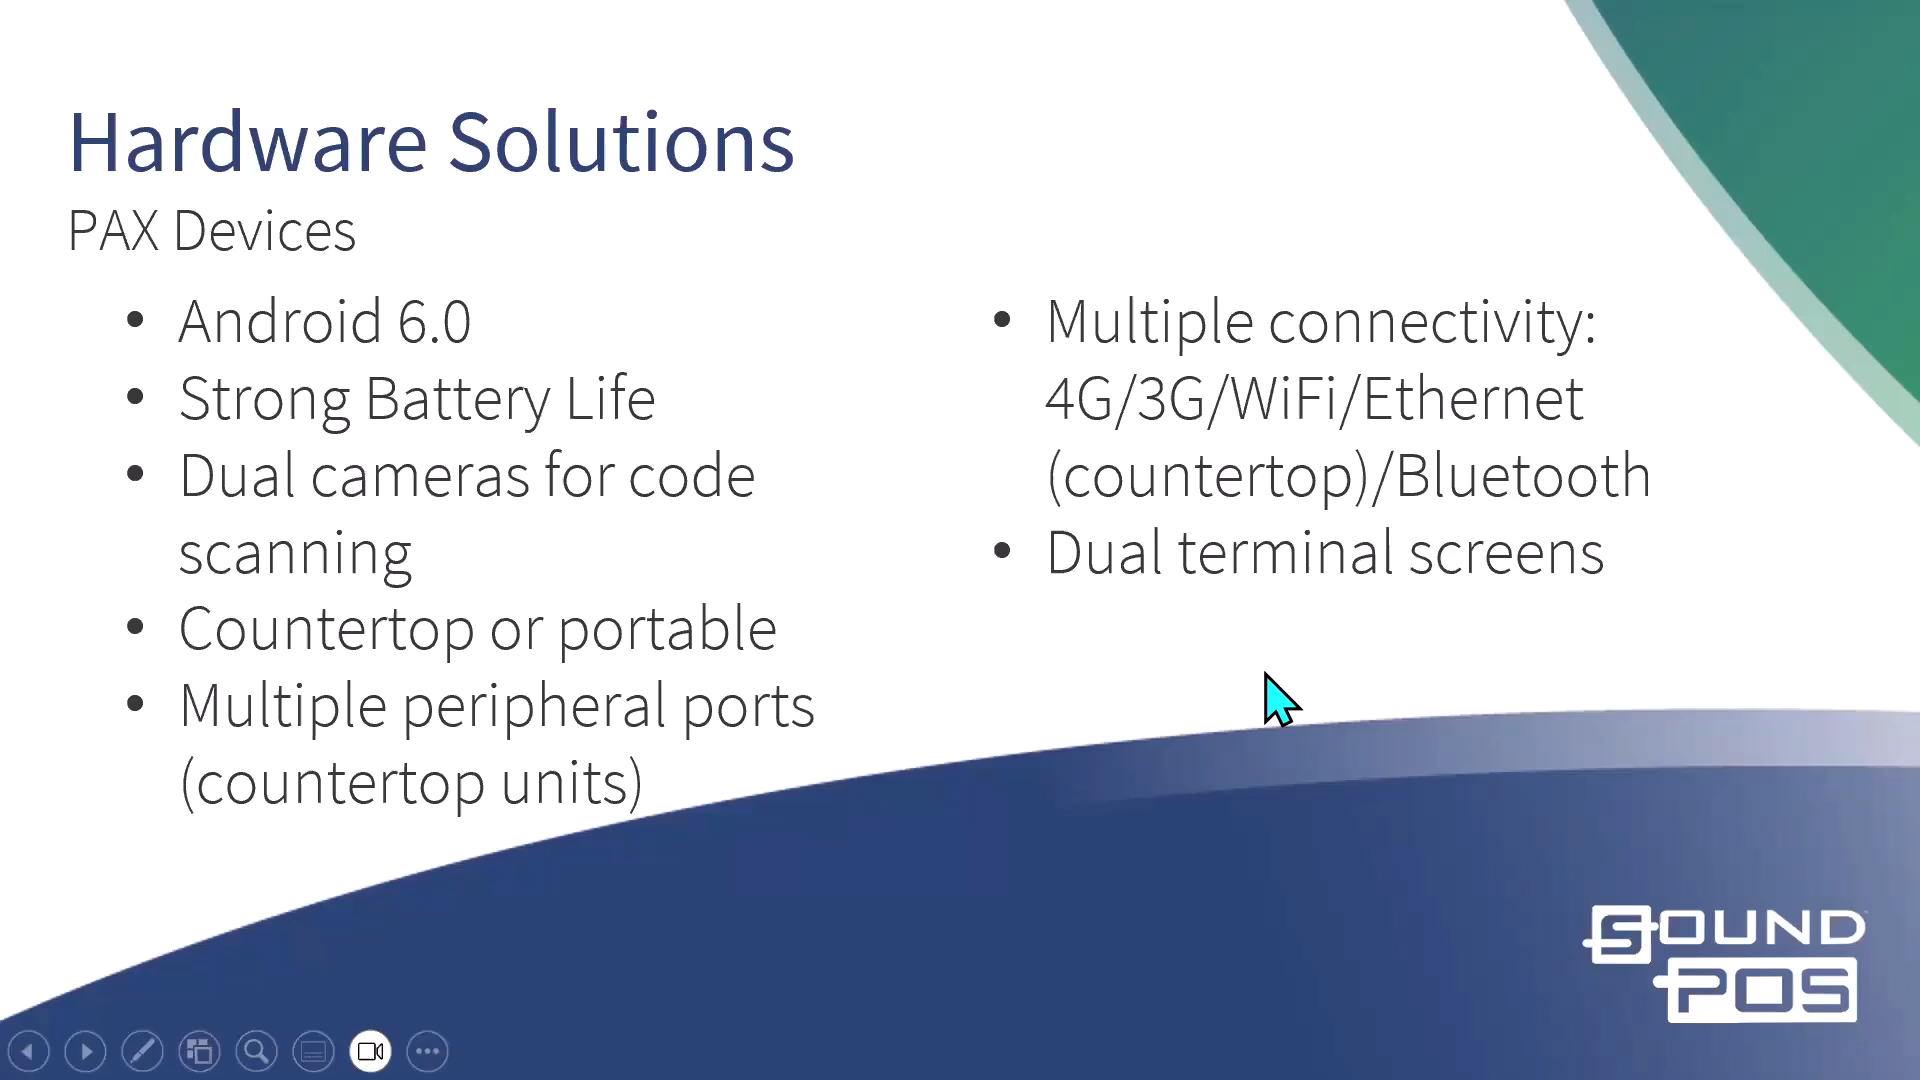 Hardware Solutions
PAX Devices
• Android 6.0
• Strong Battery Life
• Dual cameras for code
scanning
• Countertop or portable
• Multiple peripheral ports
(countertop units)
• Multiple connectivity:
4G/3G/WiFi/Ethernet
(countertop)/Bluetooth
• Dual terminal screens
SOUND
POS